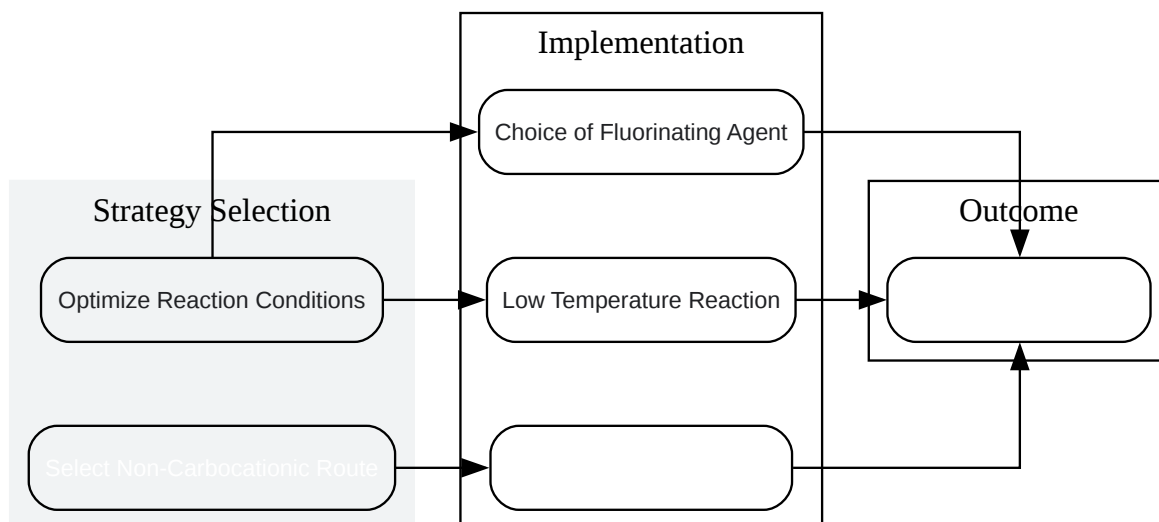 Implementation
Choice of Fluorinating Agent
Strategy Selection
Outcome
Optimize Reaction Conditions
Low Temperature Reaction
Select Non-Carbocationic Route